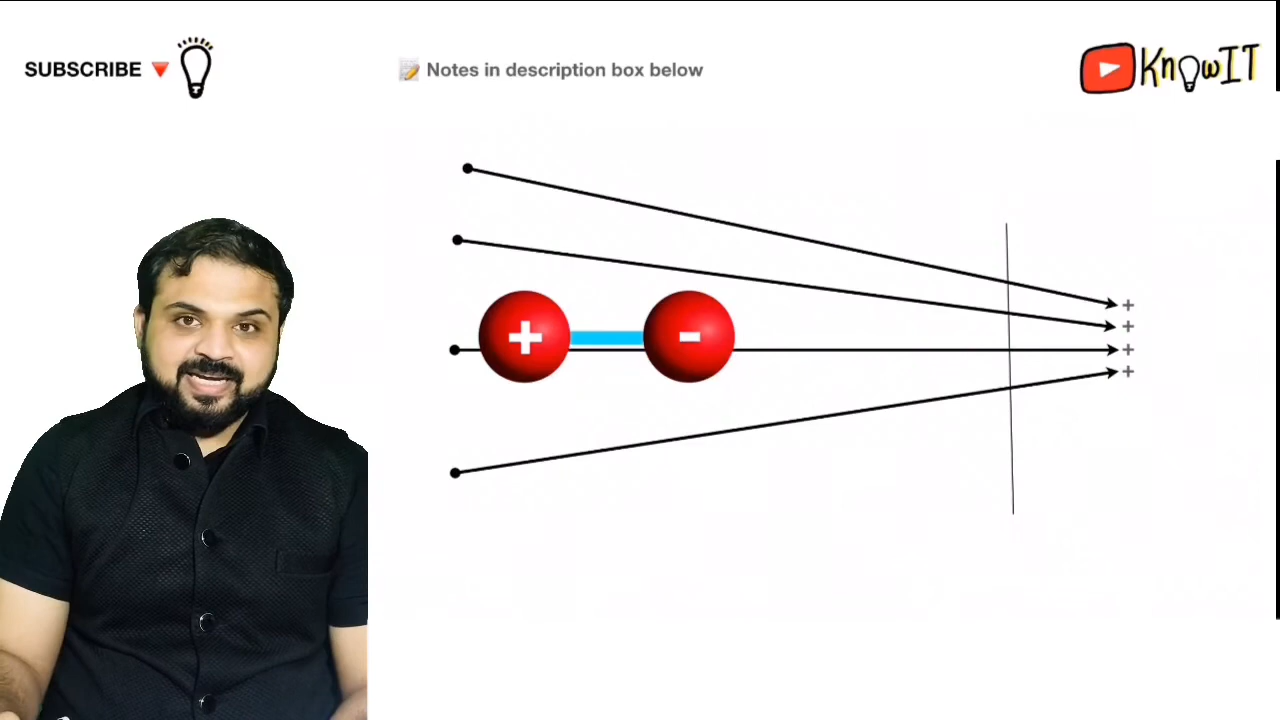 SUBSCRIBE
Notes in description box below
KnowIT
+
+
+
+
+ -